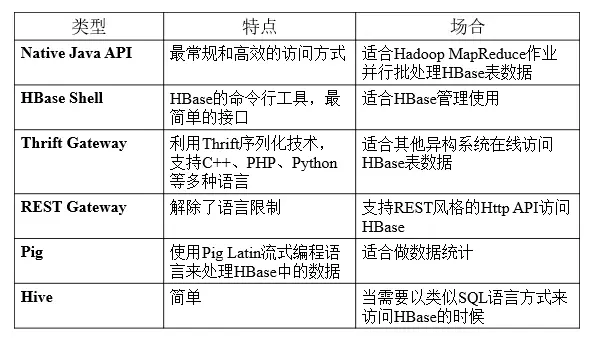 类型 特点 场合
Native Java API 最常规和高效的访问方式 适合Hadoop MapReduce作业
并行批处理HBase表数据
HBase Shell HBase的命令行工具，最
简单的接口 适合HBase管理使用
Thrift Gateway 利用Thrift序列化技术，
支持C++、PHP、Python
等多种语言 适合其他异构系统在线访问
HBase表数据
REST Gateway 解除了语言限制 支持REST风格的Http API访问
HBase
Pig 使用Pig Latin流式编程语
言来处理HBase中的数据 适合做数据统计
Hive 简单 当需要以类似SQL语言方式来
访问HBase的时候